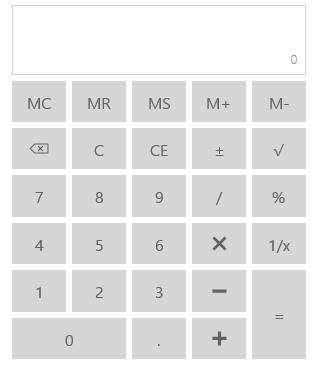 0
MC MR MS M+ M-
⌫ C CE ± √
7 8 9 / %
4 5 6 × 1/x
1 2 3 −
0 . + =